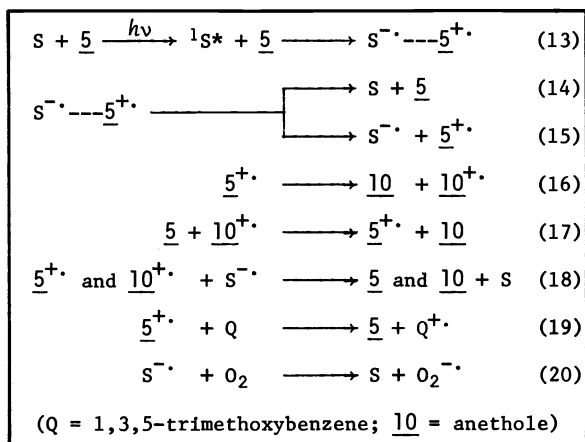 S + 5 hν ⟶ ¹S* + 5 ⟶ S⁻· --- 5⁺· (13)
S⁻· --- 5⁺· ⟶ S + 5 (14)
S⁻· + 5⁺· (15)
5⁺· ⟶ 10 + 10⁺· (16)
5 + 10⁺· ⟶ 5⁺· + 10 (17)
5⁺· and 10⁺· + S⁻· ⟶ 5 and 10 + S (18)
5⁺· + Q ⟶ 5 + Q⁺· (19)
S⁻· + O₂ ⟶ S + O₂⁻· (20)
(Q = 1,3,5-trimethoxybenzene; 10 = anethole)